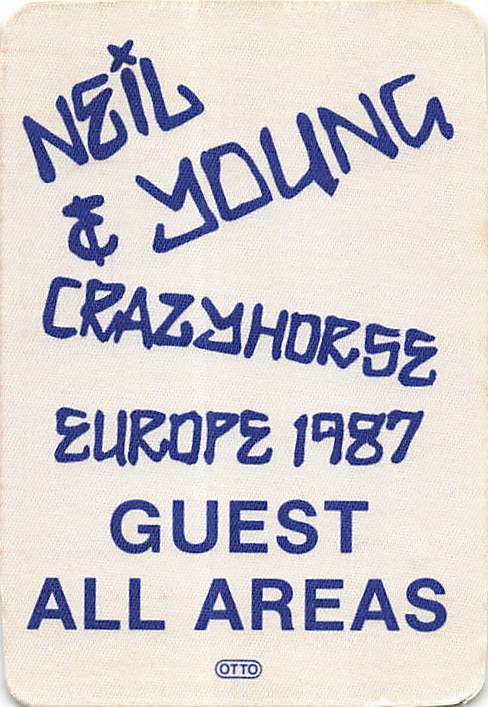 NEIL
& YOUNG
CRAZYHORSE
EUROPE 1987
GUEST
ALL AREAS
OTTO